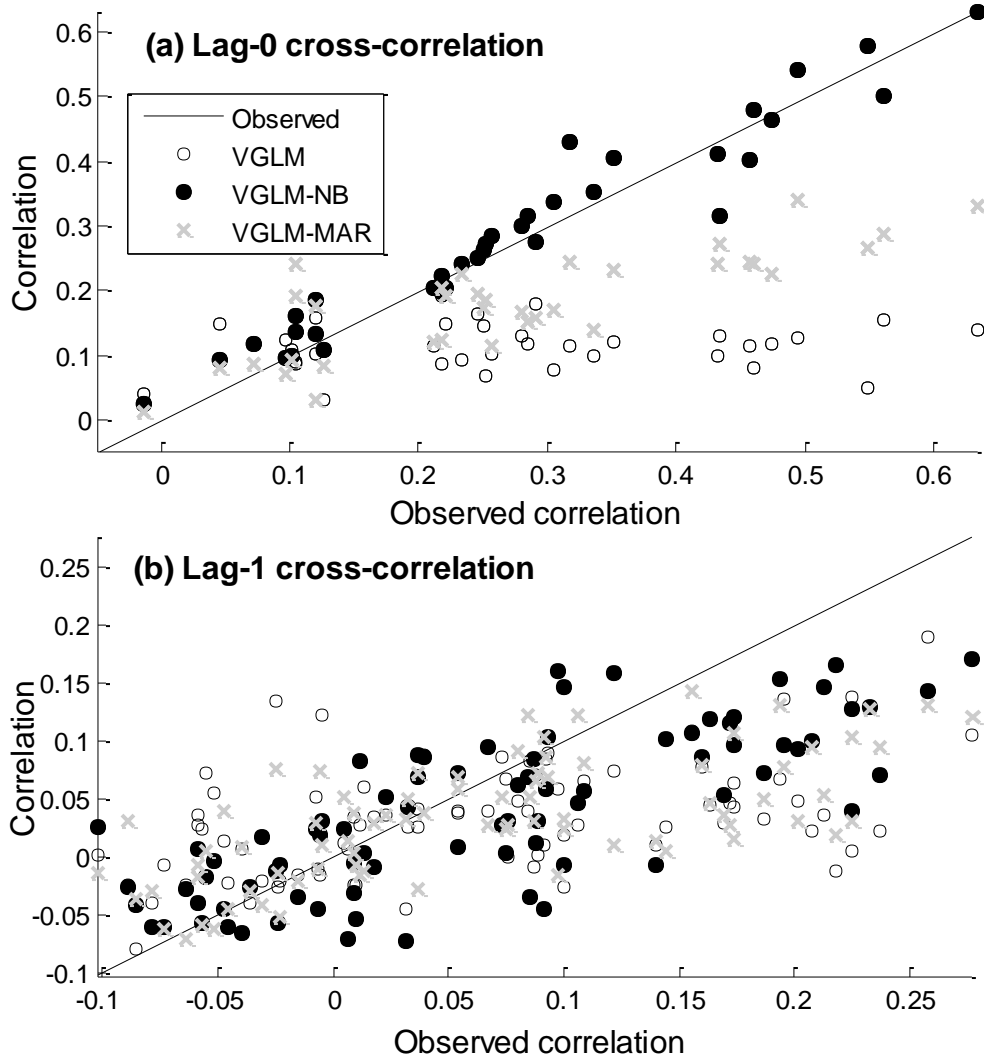 (a) Lag-0 cross-correlation
Observed
VGLM
VGLM-NB
VGLM-MAR
Correlation
0.6
0.5
0.4
0.3
0.2
0.1
0
0 0.1 0.2 0.3 0.4 0.5 0.6
Observed correlation
(b) Lag-1 cross-correlation
Correlation
0.25
0.2
0.15
0.1
0.05
0
-0.05
-0.1
-0.1 -0.05 0 0.05 0.1 0.15 0.2 0.25
Observed correlation